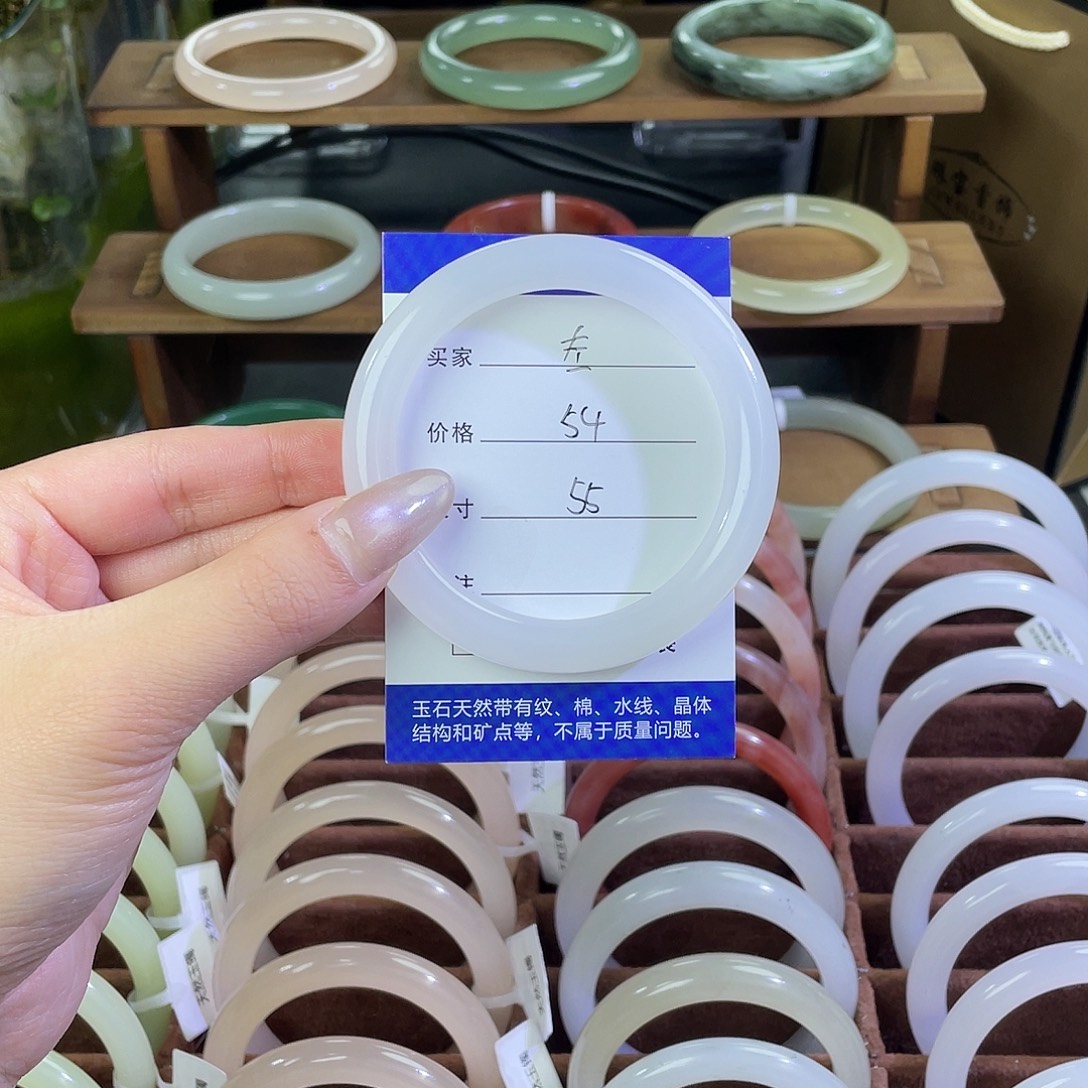 买家 左
价格 54
寸 55
注
玉石天然带有纹、棉、水线、晶体
结构和矿点等，不属于质量问题。